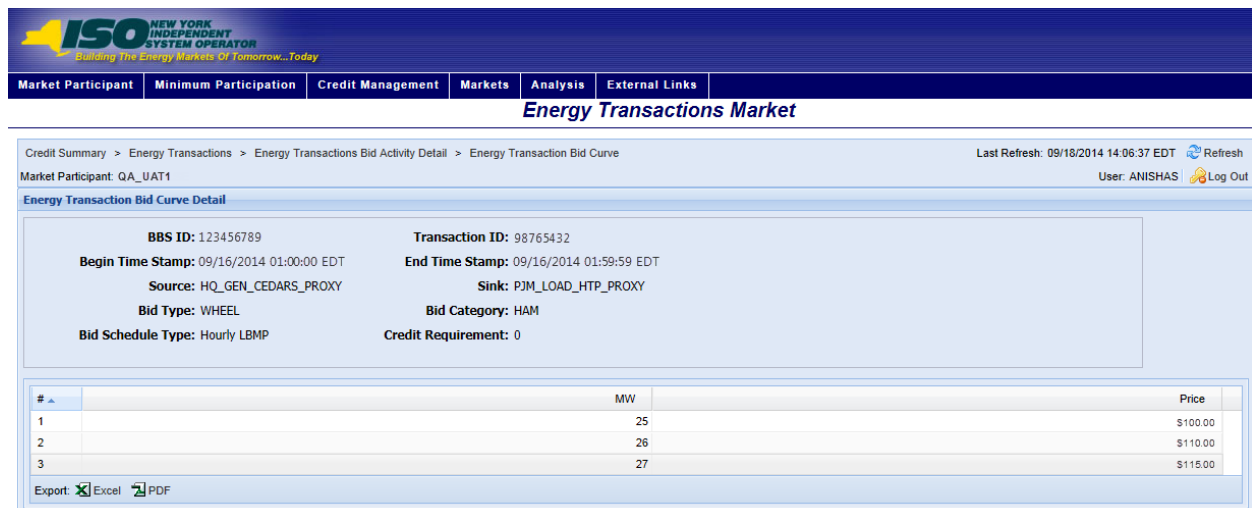 ISO NEW YORK
INDEPENDENT
SYSTEM OPERATOR
Building The Energy Markets Of Tomorrow...Today
Market Participant Minimum Participation Credit Management Markets Analysis External Links
Energy Transactions Market
Credit Summary > Energy Transactions > Energy Transactions Bid Activity Detail > Energy Transaction Bid Curve Last Refresh: 09/18/2014 14:06:37 EDT Refresh
Market Participant: QA_UAT1 User: ANISHAS Log Out
Energy Transaction Bid Curve Detail
BBS ID: 123456789 Transaction ID: 98765432
Begin Time Stamp: 09/16/2014 01:00:00 EDT End Time Stamp: 09/16/2014 01:59:59 EDT
Source: HQ_GEN_CEDARS_PROXY Sink: PJM_LOAD_HTP_PROXY
Bid Type: WHEEL Bid Category: HAM
Bid Schedule Type: Hourly LBMP Credit Requirement: 0
# MW Price
1 25 $100.00
2 26 $110.00
3 27 $115.00
Export: Excel PDF